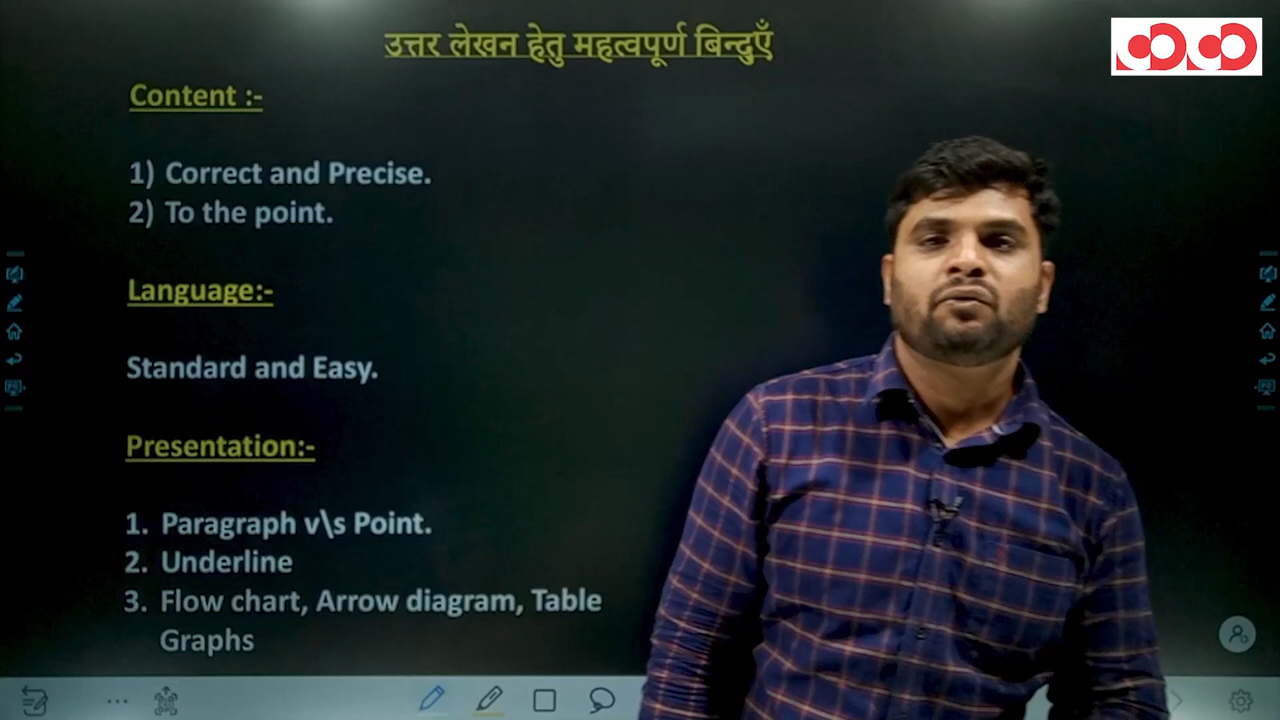 उत्तर लेखन हेतु महत्वपूर्ण बिन्दुएँ
Content :-
1) Correct and Precise.
2) To the point.
Language:-
Standard and Easy.
Presentation:-
1. Paragraph v\s Point.
2. Underline
3. Flow chart, Arrow diagram, Table
Graphs